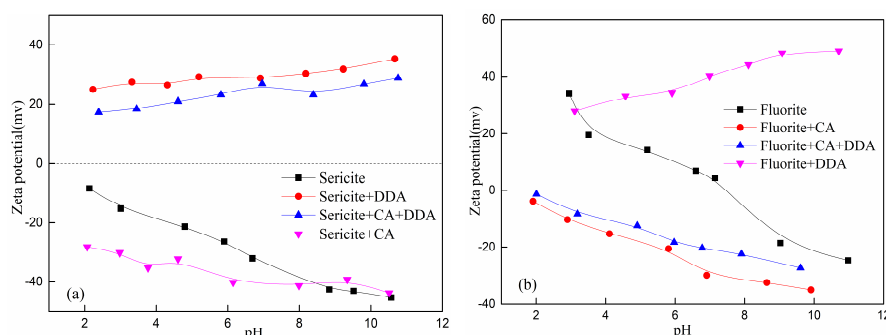 40
20
0
-20
-40
Zeta potential(mv)
Sericite
Sericite+DDA
Sericite+CA+DDA
Sericite+CA
(a)
2
4
6
8
10
12
pH
60
40
20
0
-20
-40
Zeta potential(mv)
Fluorite
Fluorite+CA
Fluorite+CA+DDA
Fluorite+DDA
(b)
2
4
6
8
10
12
pH